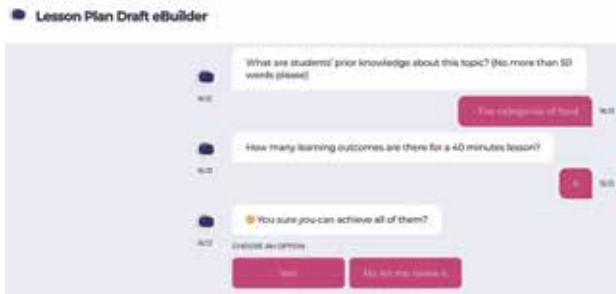 Lesson Plan Draft eBuilder
What are students' prior knowledge about this topic? (No more than 50
words please)
The categories of food
How many learning outcomes are there for a 40 minutes lesson?
You sure you can achieve all of them?
CHOOSE AN OPTION
Yes!
No, let me revise it.